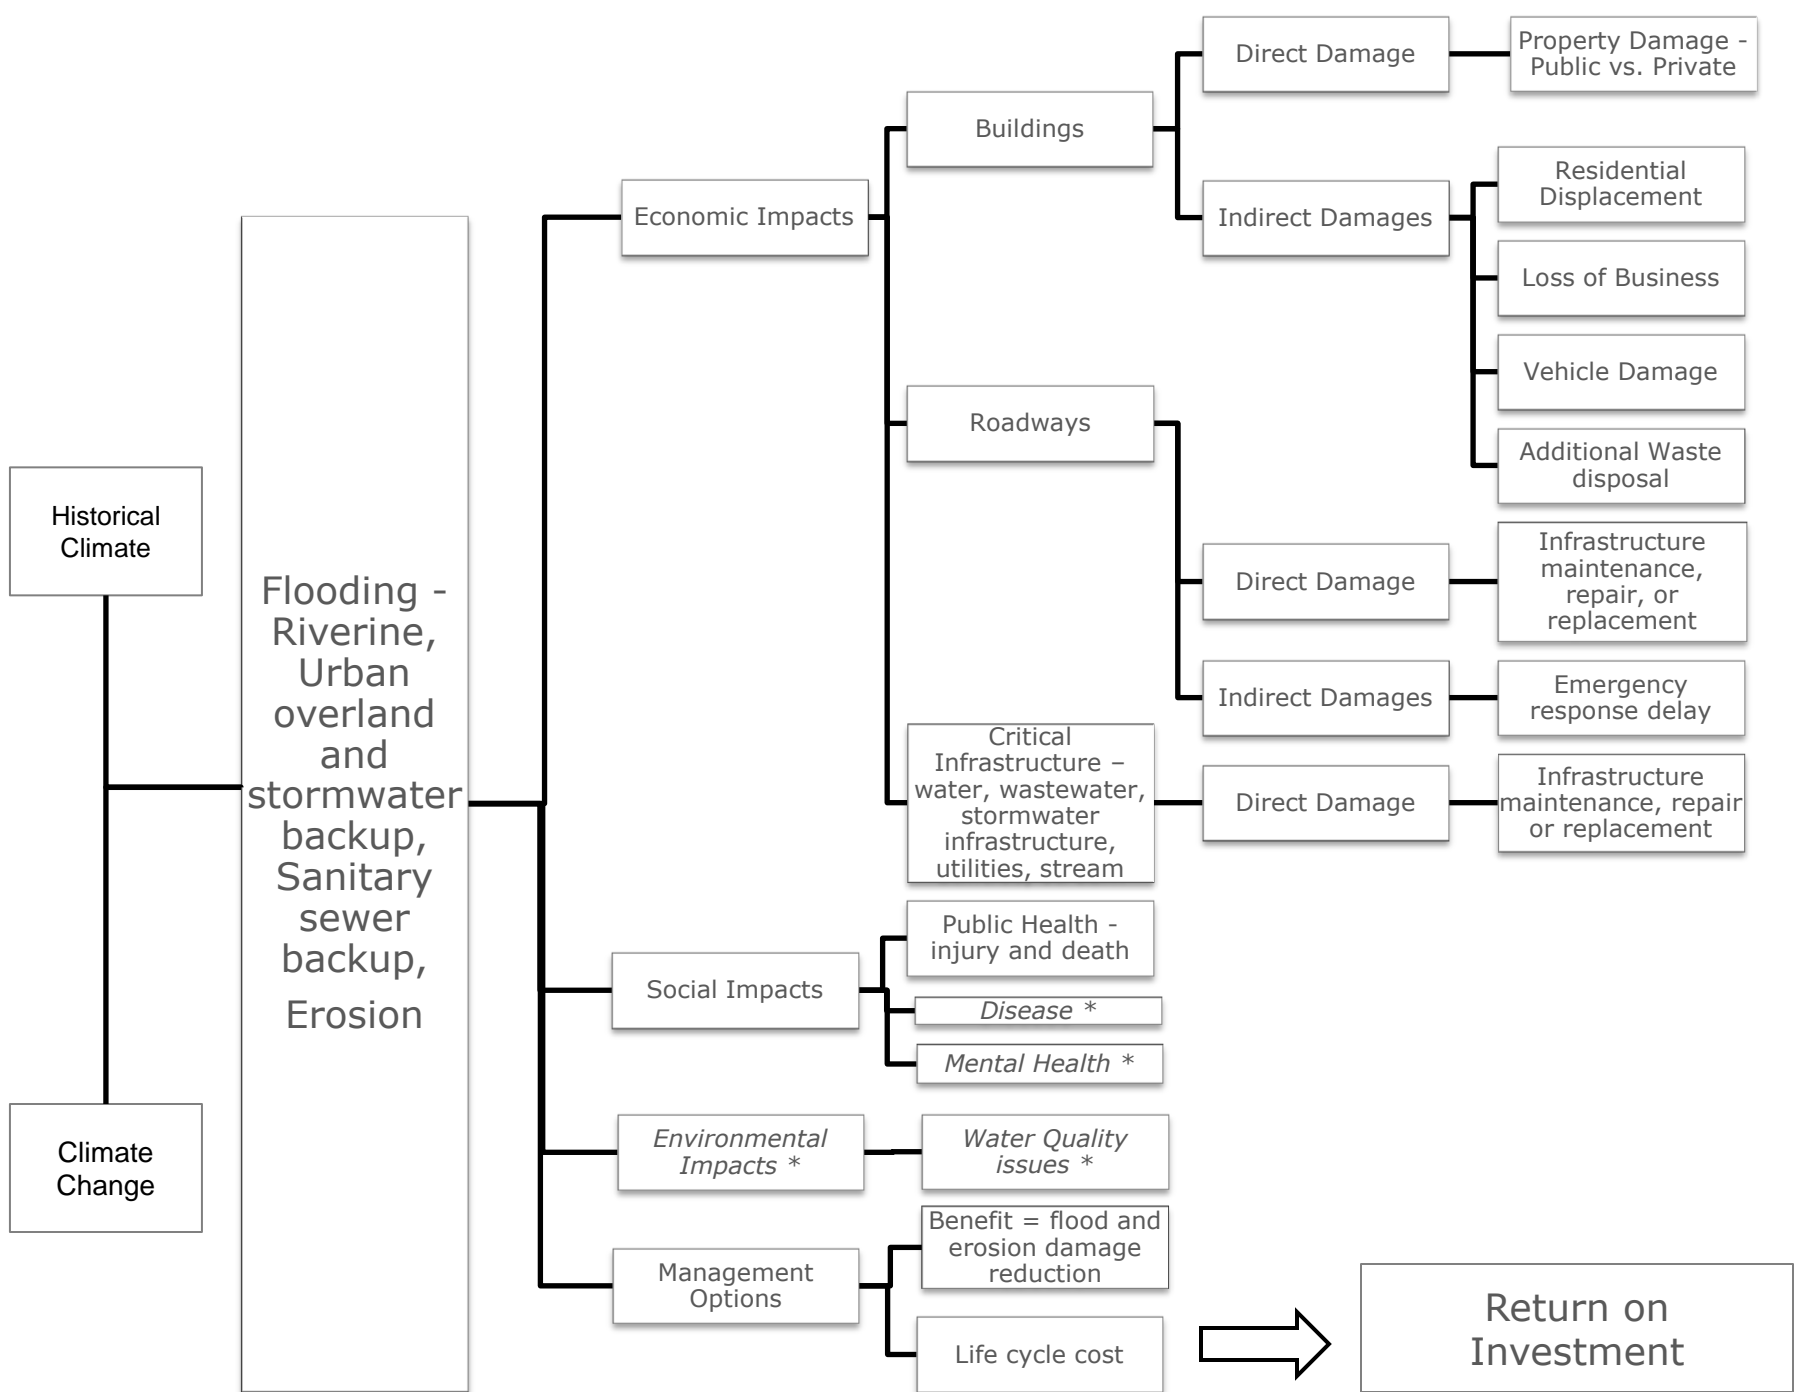 Historical
Climate
Climate
Change
Flooding -
Riverine,
Urban
overland
and
stormwater
backup,
Sanitary
sewer
backup,
Erosion
Economic Impacts
Buildings
Direct Damage
Property Damage -
Public vs. Private
Indirect Damages
Residential
Displacement
Loss of Business
Vehicle Damage
Additional Waste
disposal
Roadways
Direct Damage
Infrastructure
maintenance,
repair, or
replacement
Indirect Damages
Emergency
response delay
Critical
Infrastructure –
water, wastewater,
stormwater
infrastructure,
utilities, stream
Direct Damage
Infrastructure
maintenance, repair
or replacement
Social Impacts
Public Health -
injury and death
Disease *
Mental Health *
Environmental
Impacts *
Water Quality
issues *
Management
Options
Benefit = flood and
erosion damage
reduction
Life cycle cost
Return on
Investment